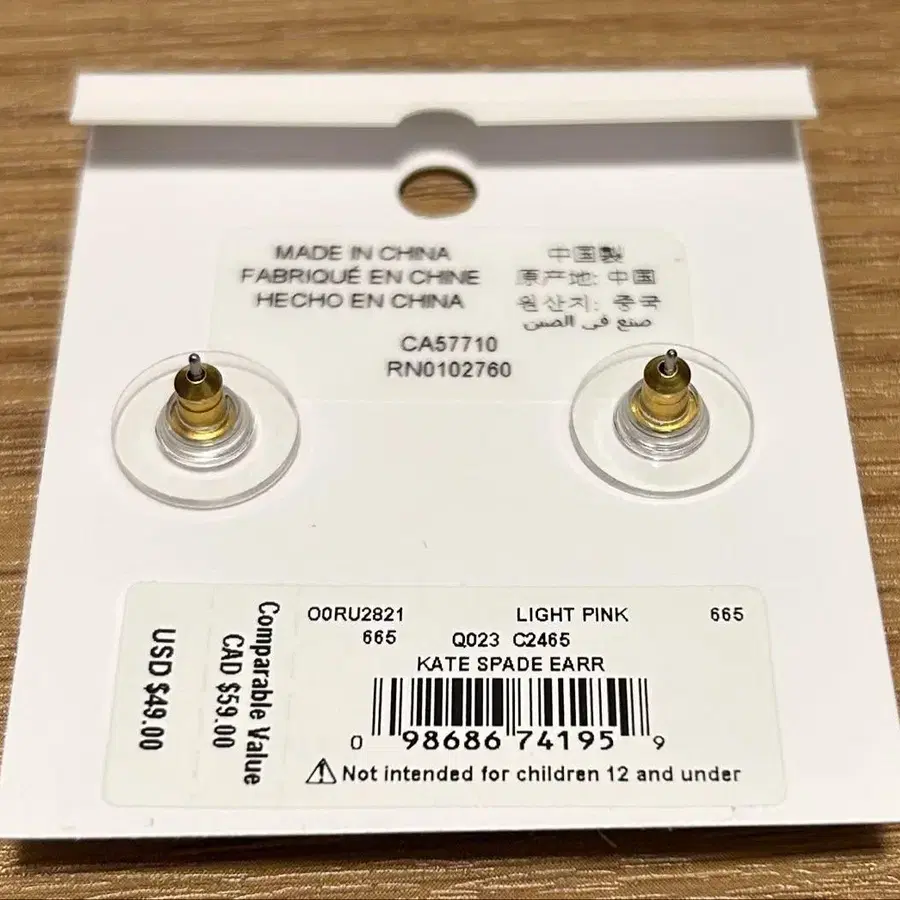 MADE IN CHINA
FABRIQUÉ EN CHINE
HECHO EN CHINA
中国製
原产地: 中国
원산지: 중국
صنع في الصين
CA57710
RN0102760
O0RU2821 LIGHT PINK 665
665 Q023 C2465
KATE SPADE EARR
0 98686 74195 9
⚠ Not intended for children 12 and under
Comparable Value
CAD $59.00
USD $49.00